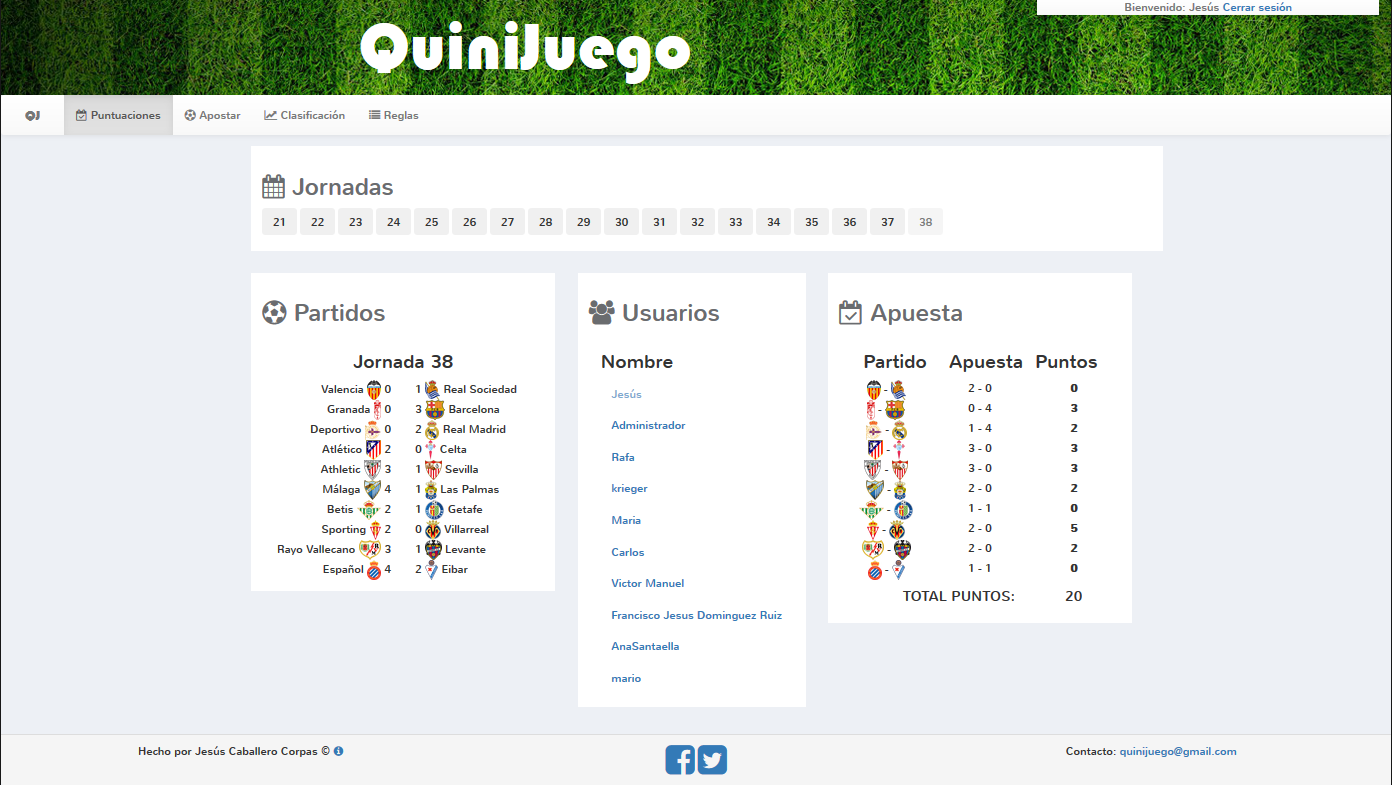 Bienvenido: Jesús Cerrar sesión
QuiniJuego
QJ Puntuaciones Apostar Clasificación Reglas
Jornadas
21 22 23 24 25 26 27 28 29 30 31 32 33 34 35 36 37 38
Partidos
Jornada 38
Valencia 0 1 Real Sociedad
Granada 0 3 Barcelona
Deportivo 0 2 Real Madrid
Atlético 2 0 Celta
Athletic 3 1 Sevilla
Málaga 4 1 Las Palmas
Betis 2 1 Getafe
Sporting 2 0 Villarreal
Rayo Vallecano 3 1 Levante
Español 4 2 Eibar
Usuarios
Nombre
Jesús
Administrador
Rafa
krieger
Maria
Carlos
Victor Manuel
Francisco Jesus Dominguez Ruiz
AnaSantaella
mario
Apuesta
Partido Apuesta Puntos
- 2 - 0 0
- 0 - 4 3
- 1 - 4 2
- 3 - 0 3
- 3 - 0 3
- 2 - 0 2
- 1 - 1 0
- 2 - 0 5
- 2 - 0 2
- 1 - 1 0
TOTAL PUNTOS: 20
Hecho por Jesús Caballero Corpas ©
Contacto: quinijuego@gmail.com